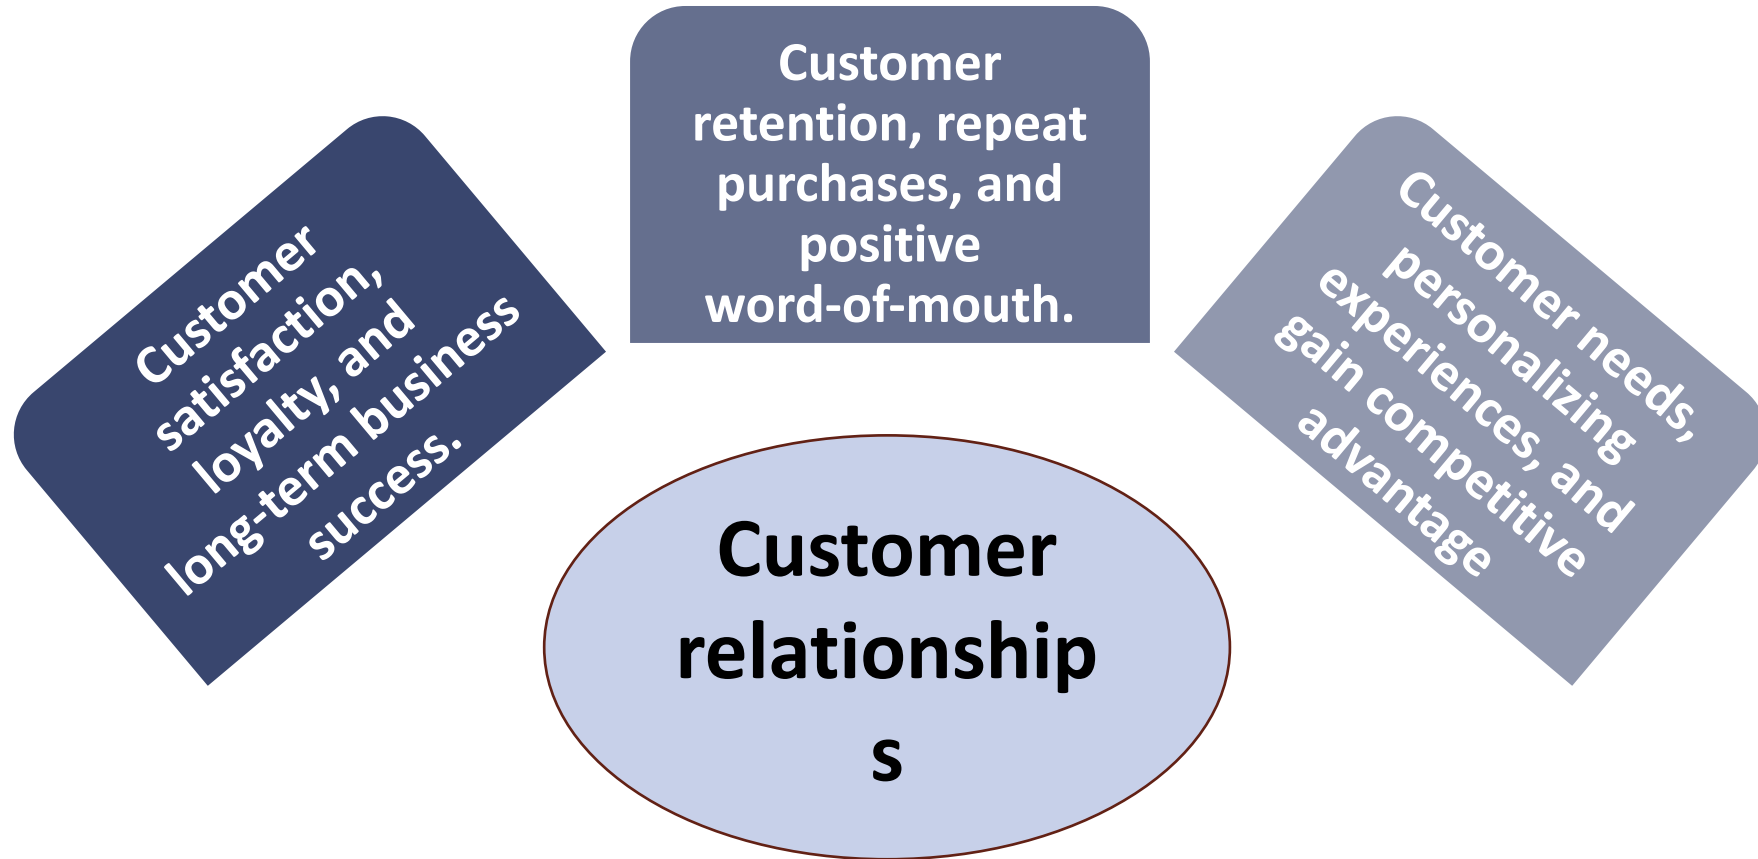 Customer
satisfaction,
loyalty, and
long-term business
success.
Customer
retention, repeat
purchases, and
positive
word-of-mouth.
Customer needs,
personalizing
experiences, and
gain competitive
advantage
Customer
relationship
s